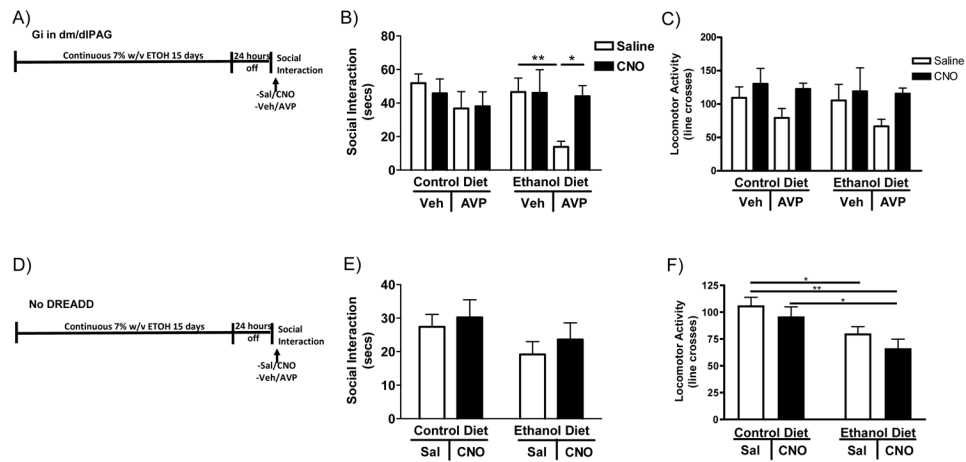 A)
Gi in dm/dlPAG
Continuous 7% w/v ETOH 15 days
24 hours
off
Social
Interaction
-Sal/CNO
-Veh/AVP
B)
Social Interaction
(secs)
80
60
40
20
0
**
*
Saline
CNO
Control Diet
Ethanol Diet
Veh
AVP
Veh
AVP
C)
Locomotor Activity
(line crosses)
200
150
100
50
0
Saline
CNO
Control Diet
Ethanol Diet
Veh
AVP
Veh
AVP
D)
No DREADD
Continuous 7% w/v ETOH 15 days
24 hours
off
Social
Interaction
-Sal/CNO
-Veh/AVP
E)
Social Interaction
(secs)
40
30
20
10
0
Control Diet
Ethanol Diet
Sal
CNO
Sal
CNO
F)
Locomotor Activity
(line crosses)
125
100
75
50
25
0
*
**
*
Control Diet
Ethanol Diet
Sal
CNO
Sal
CNO